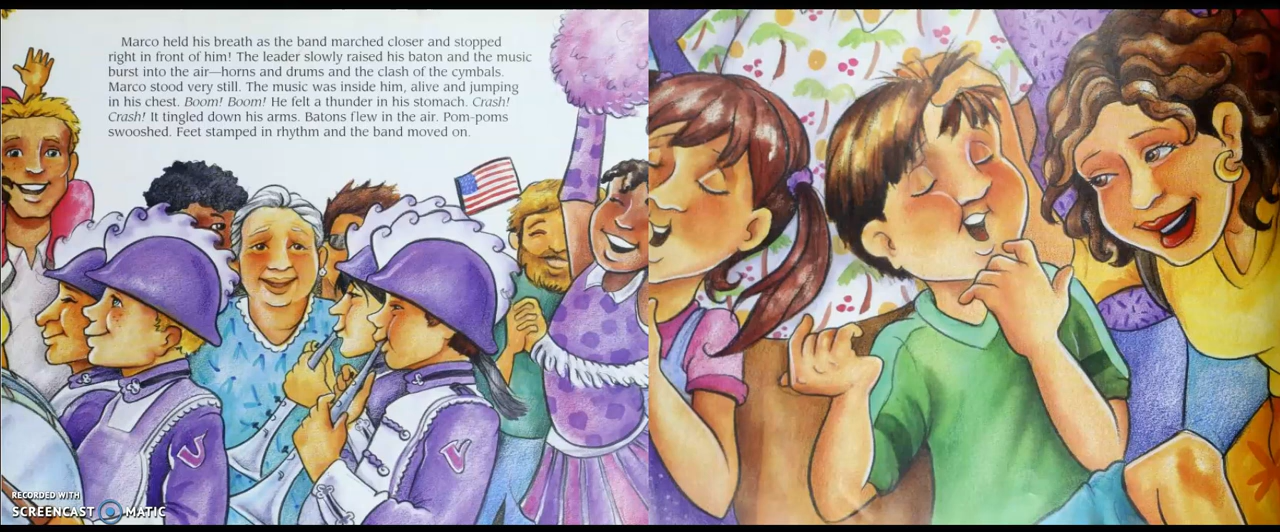 Marco held his breath as the band marched closer and stopped
right in front of him! The leader slowly raised his baton and the music
burst into the air—horns and drums and the clash of the cymbals.
Marco stood very still. The music was inside him, alive and jumping
in his chest. Boom! Boom! He felt a thunder in his stomach. Crash!
Crash! It tingled down his arms. Batons flew in the air. Pom-poms
swooshed. Feet stamped in rhythm and the band moved on.
RECORDED WITH
SCREENCAST MATIC